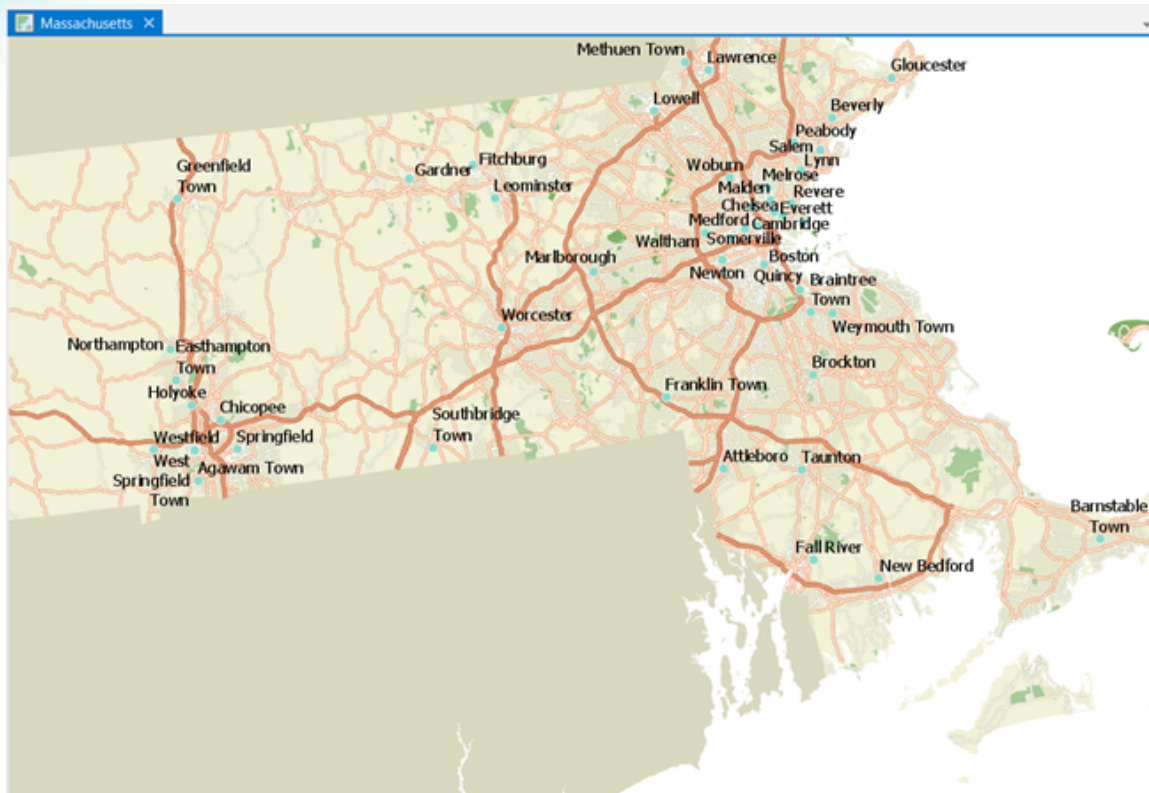 Massachusetts
Methuen Town
Lawrence
Gloucester
Lowell
Beverly
Peabody
Salem
Lynn
Greenfield
Town
Gardner
Fitchburg
Leominster
Woburn
Melrose
Malden
Revere
Chelsea
Everett
Medford
Cambridge
Waltham
Somerville
Marlborough
Boston
Newton
Quincy
Braintree
Town
Weymouth Town
Worcester
Northampton
Easthampton
Town
Brockton
Holyoke
Chicopee
Franklin Town
Southbridge
Town
Westfield
Springfield
West
Springfield
Town
Agawam Town
Attleboro
Taunton
Barnstable
Town
Fall River
New Bedford